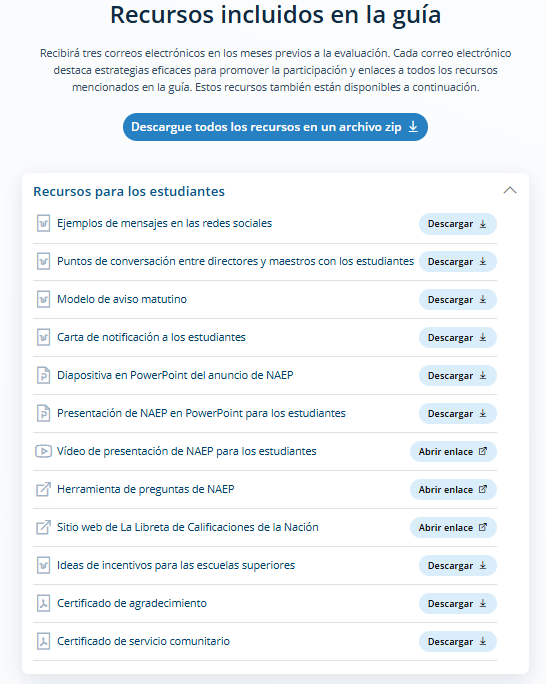 Recursos incluidos en la guía
Recibirá tres correos electrónicos en los meses previos a la evaluación. Cada correo electrónico
destaca estrategias eficaces para promover la participación y enlaces a todos los recursos
mencionados en la guía. Estos recursos también están disponibles a continuación.
Descargue todos los recursos en un archivo zip
Recursos para los estudiantes
Ejemplos de mensajes en las redes sociales Descargar
Puntos de conversación entre directores y maestros con los estudiantes Descargar
Modelo de aviso matutino Descargar
Carta de notificación a los estudiantes Descargar
Diapositiva en PowerPoint del anuncio de NAEP Descargar
Presentación de NAEP en PowerPoint para los estudiantes Descargar
Vídeo de presentación de NAEP para los estudiantes Abrir enlace
Herramienta de preguntas de NAEP Abrir enlace
Sitio web de La Libreta de Calificaciones de la Nación Abrir enlace
Ideas de incentivos para las escuelas superiores Descargar
Certificado de agradecimiento Descargar
Certificado de servicio comunitario Descargar